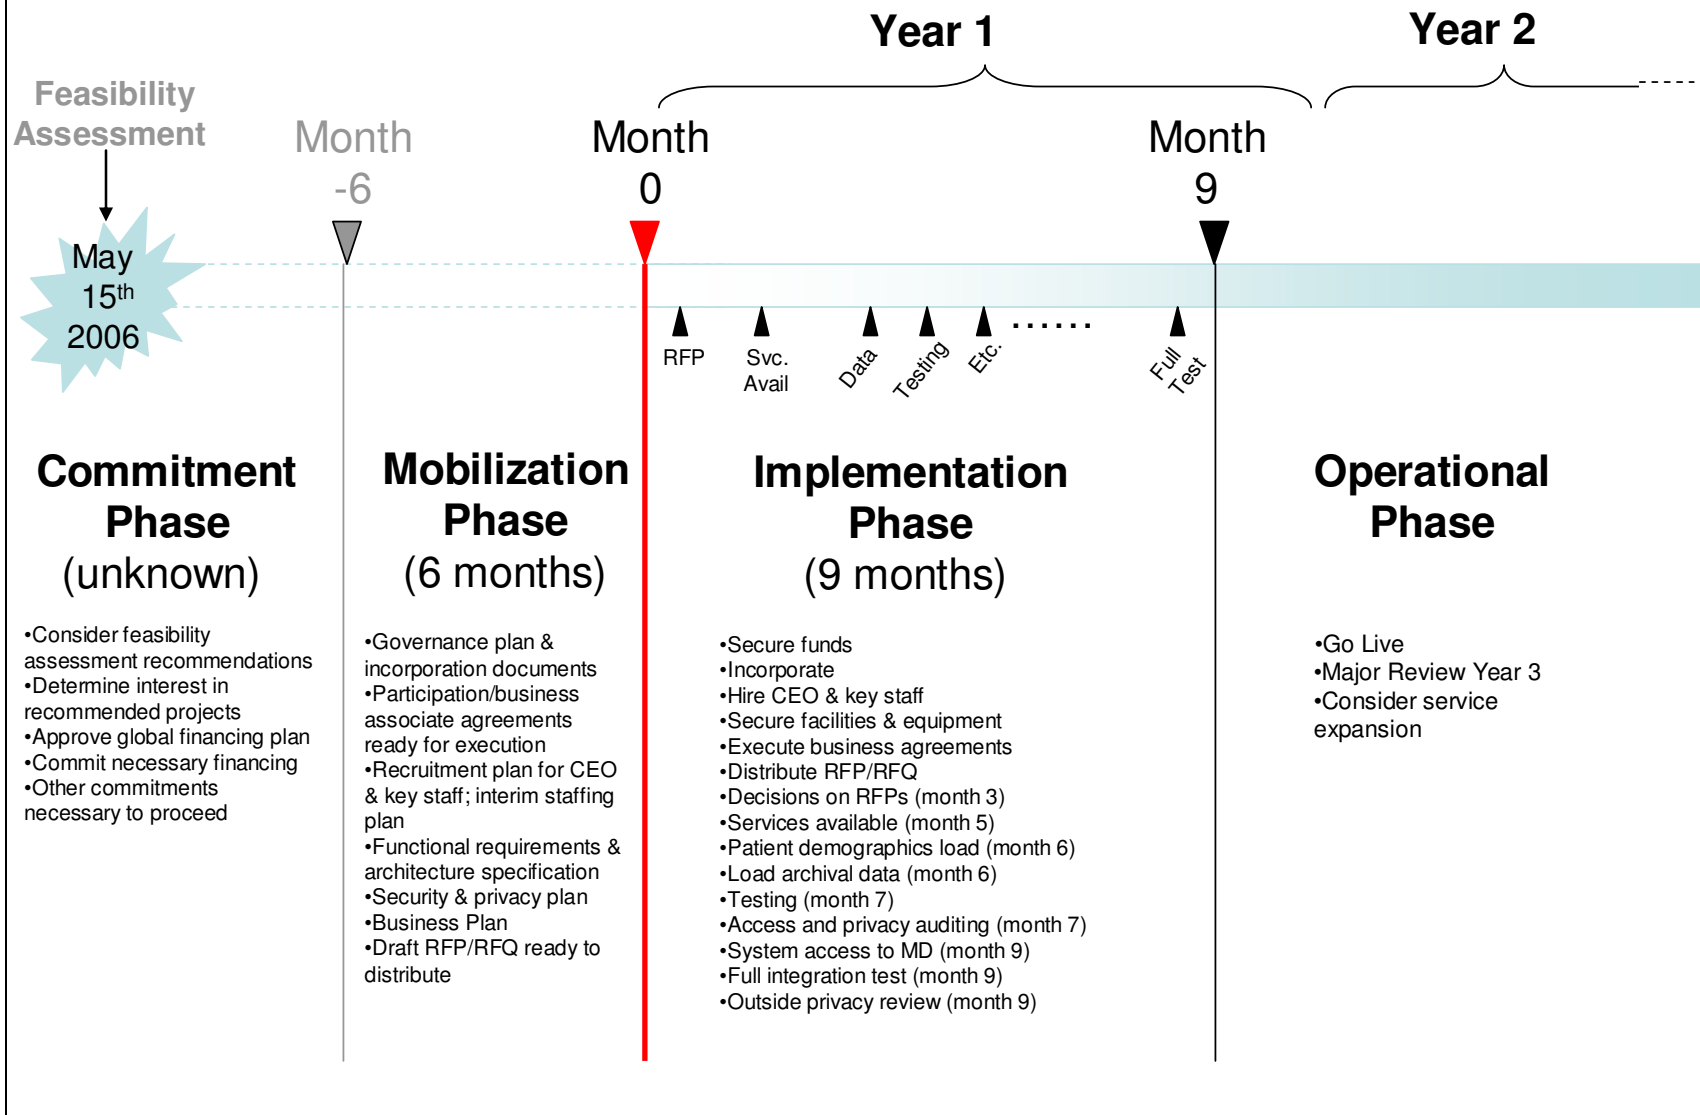 Year 1
Year 2
Feasibility
Assessment
Month
-6
Month
0
Month
9
May
15th
2006
RFP
Svc.
Avail
Data
Testing
Etc.
......
Full
Test
Commitment
Phase
(unknown)
•Consider feasibility
assessment recommendations
•Determine interest in
recommended projects
•Approve global financing plan
•Commit necessary financing
•Other commitments
necessary to proceed
Mobilization
Phase
(6 months)
•Governance plan &
incorporation documents
•Participation/business
associate agreements
ready for execution
•Recruitment plan for CEO
& key staff; interim staffing
plan
•Functional requirements &
architecture specification
•Security & privacy plan
•Business Plan
•Draft RFP/RFQ ready to
distribute
Implementation
Phase
(9 months)
•Secure funds
•Incorporate
•Hire CEO & key staff
•Secure facilities & equipment
•Execute business agreements
•Distribute RFP/RFQ
•Decisions on RFPs (month 3)
•Services available (month 5)
•Patient demographics load (month 6)
•Load archival data (month 6)
•Testing (month 7)
•Access and privacy auditing (month 7)
•System access to MD (month 9)
•Full integration test (month 9)
•Outside privacy review (month 9)
Operational
Phase
•Go Live
•Major Review Year 3
•Consider service
expansion